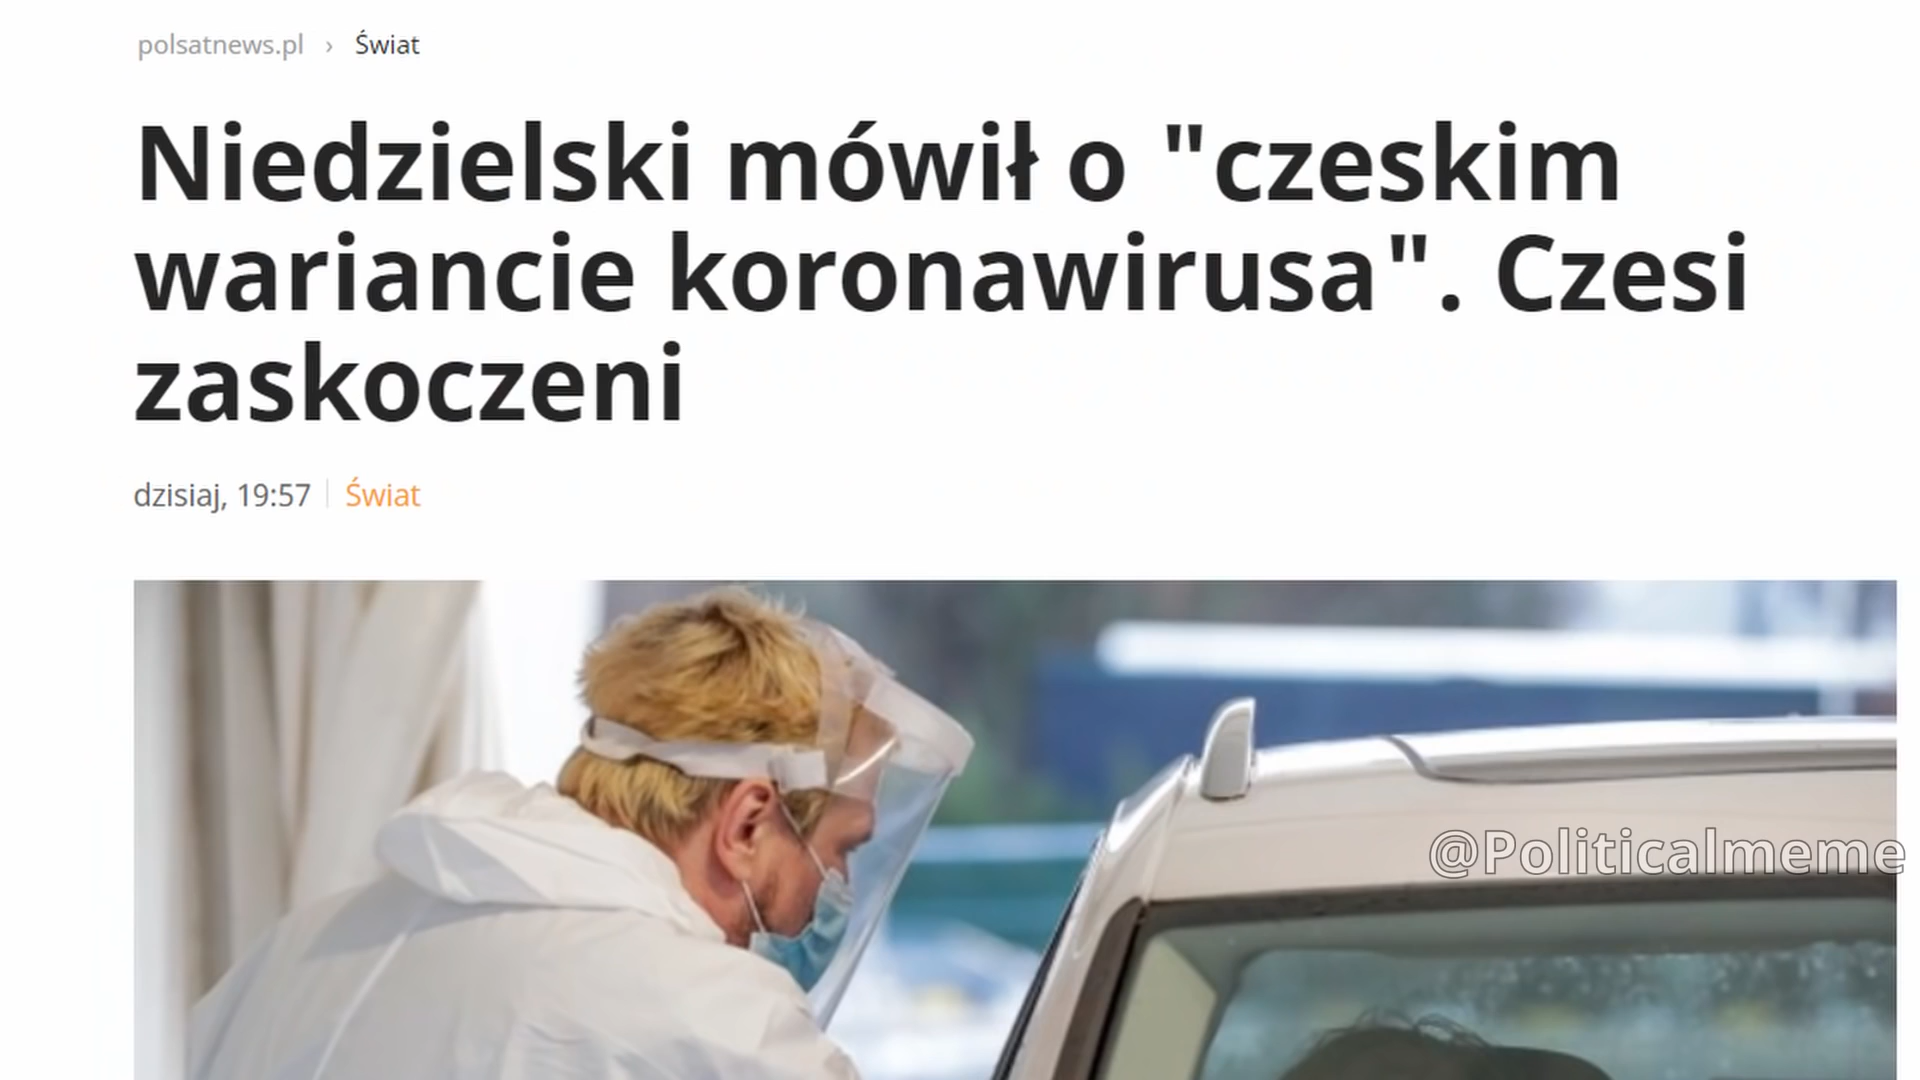 polsatnews.pl › Świat
Niedzielski mówił o "czeskim
wariancie koronawirusa". Czesi
zaskoczeni
dzisiaj, 19:57 | Świat
@Politicalmeme